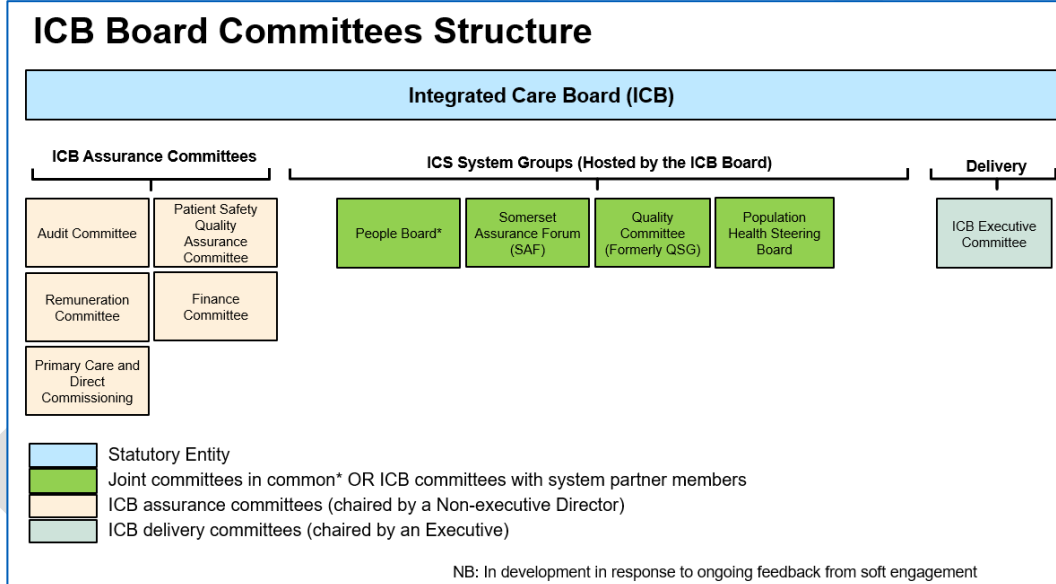 ICB Board Committees Structure
Integrated Care Board (ICB)
ICB Assurance Committees
ICS System Groups (Hosted by the ICB Board)
Delivery
Audit Committee
Patient Safety
Quality
Assurance
Committee
People Board*
Somerset
Assurance Forum
(SAF)
Quality
Committee
(Formerly QSG)
Population
Health Steering
Board
ICB Executive
Committee
Remuneration
Committee
Finance
Committee
Primary Care and
Direct
Commissioning
Statutory Entity
Joint committees in common* OR ICB committees with system partner members
ICB assurance committees (chaired by a Non-executive Director)
ICB delivery committees (chaired by an Executive)
NB: In development in response to ongoing feedback from soft engagement